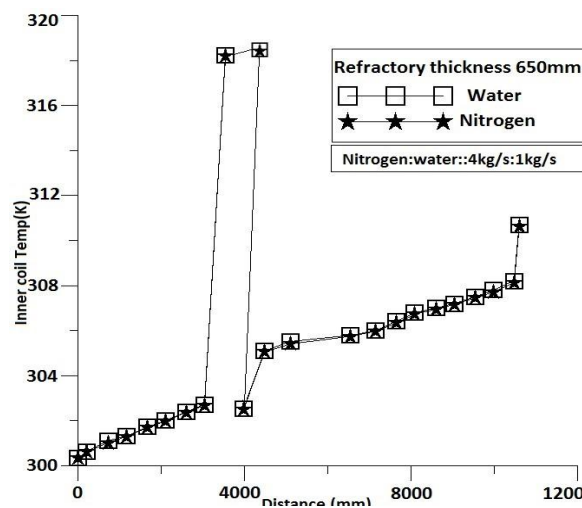 320
316
312
308
304
300
Inner coil Temp(K)
Refractory thickness 650mm
Water
Nitrogen
Nitrogen:water::4kg/s:1kg/s
0
4000
8000
1200
Distance (mm)